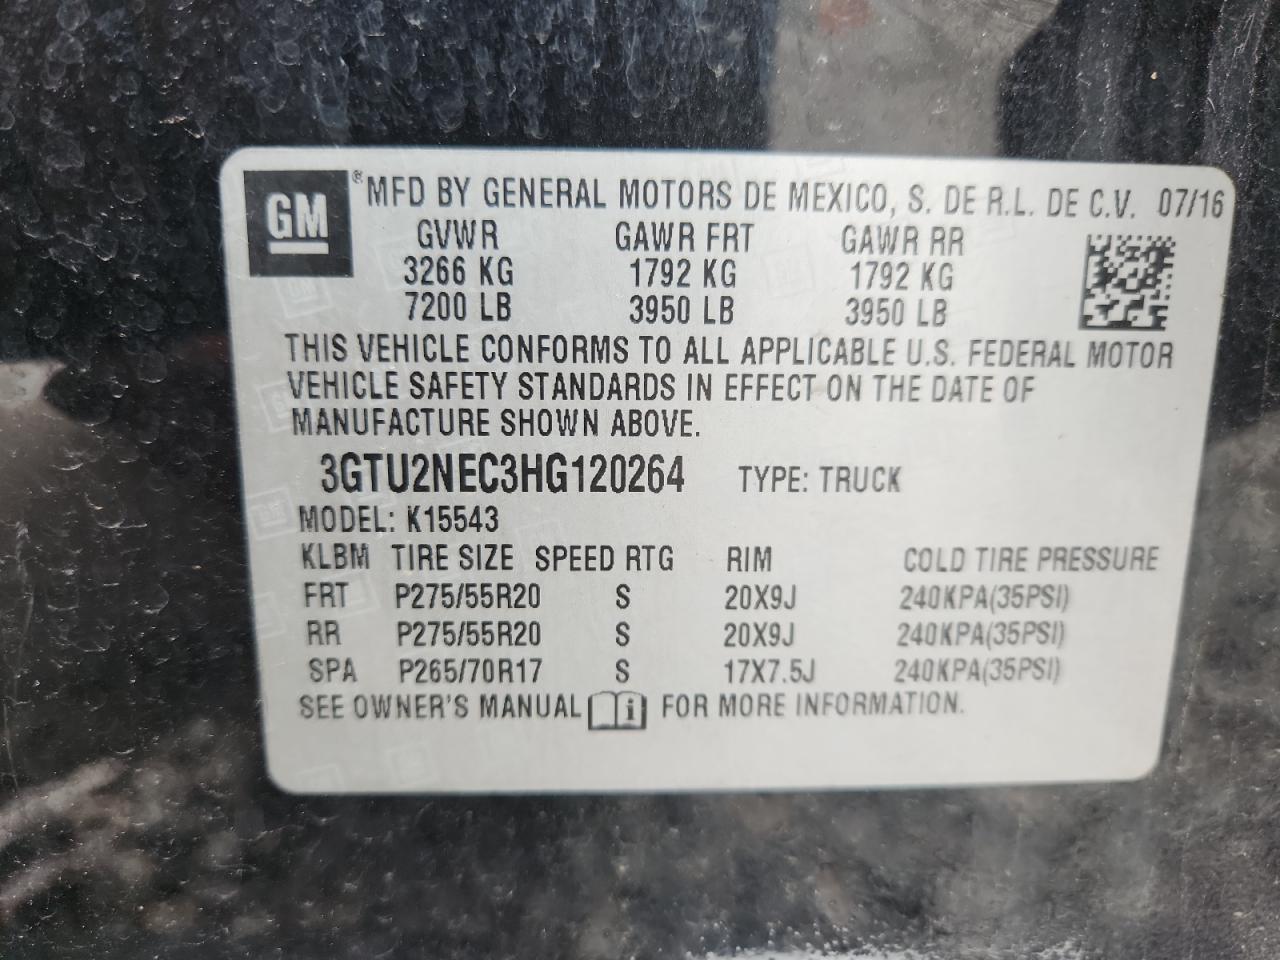 GM ® MFD BY GENERAL MOTORS DE MEXICO, S. DE R.L. DE C.V. 07/16
GVWR GAWR FRT GAWR RR
3266 KG 1792 KG 1792 KG
7200 LB 3950 LB 3950 LB
THIS VEHICLE CONFORMS TO ALL APPLICABLE U.S. FEDERAL MOTOR
VEHICLE SAFETY STANDARDS IN EFFECT ON THE DATE OF
MANUFACTURE SHOWN ABOVE.
3GTU2NEC3HG120264 TYPE: TRUCK
MODEL: K15543
KLBM TIRE SIZE SPEED RTG RIM COLD TIRE PRESSURE
FRT P275/55R20 S 20X9J 240KPA(35PSI)
RR P275/55R20 S 20X9J 240KPA(35PSI)
SPA P265/70R17 S 17X7.5J 240KPA(35PSI)
SEE OWNER'S MANUAL i FOR MORE INFORMATION.